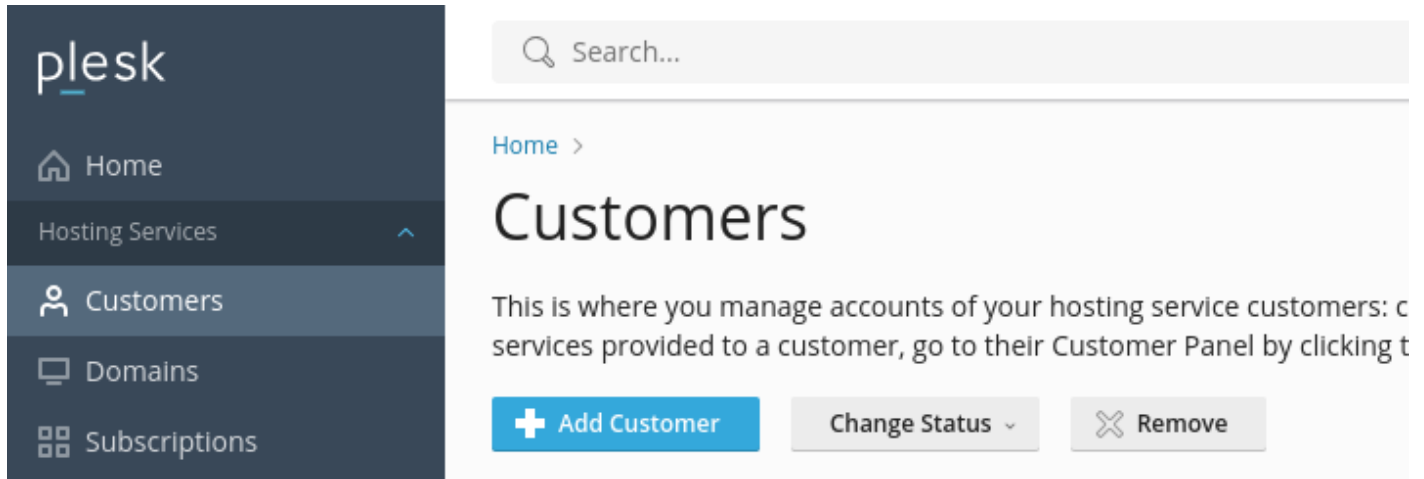 plesk
Home
Hosting Services
Customers
Domains
Subscriptions
Search...
Home >
Customers
This is where you manage accounts of your hosting service customers: c
services provided to a customer, go to their Customer Panel by clicking t
Add Customer
Change Status
Remove